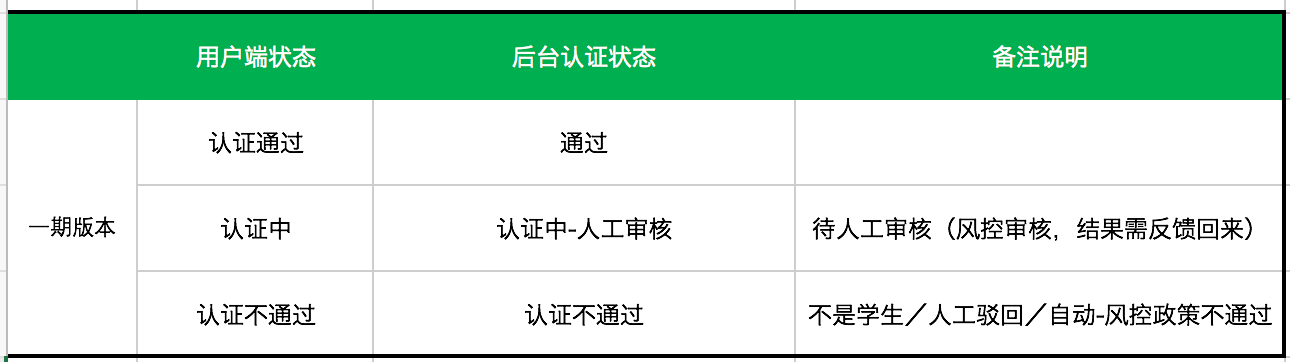 用户端状态 后台认证状态 备注说明
认证通过 通过
一期版本 认证中 认证中-人工审核 待人工审核（风控审核，结果需反馈回来）
认证不通过 认证不通过 不是学生／人工驳回／自动-风控政策不通过